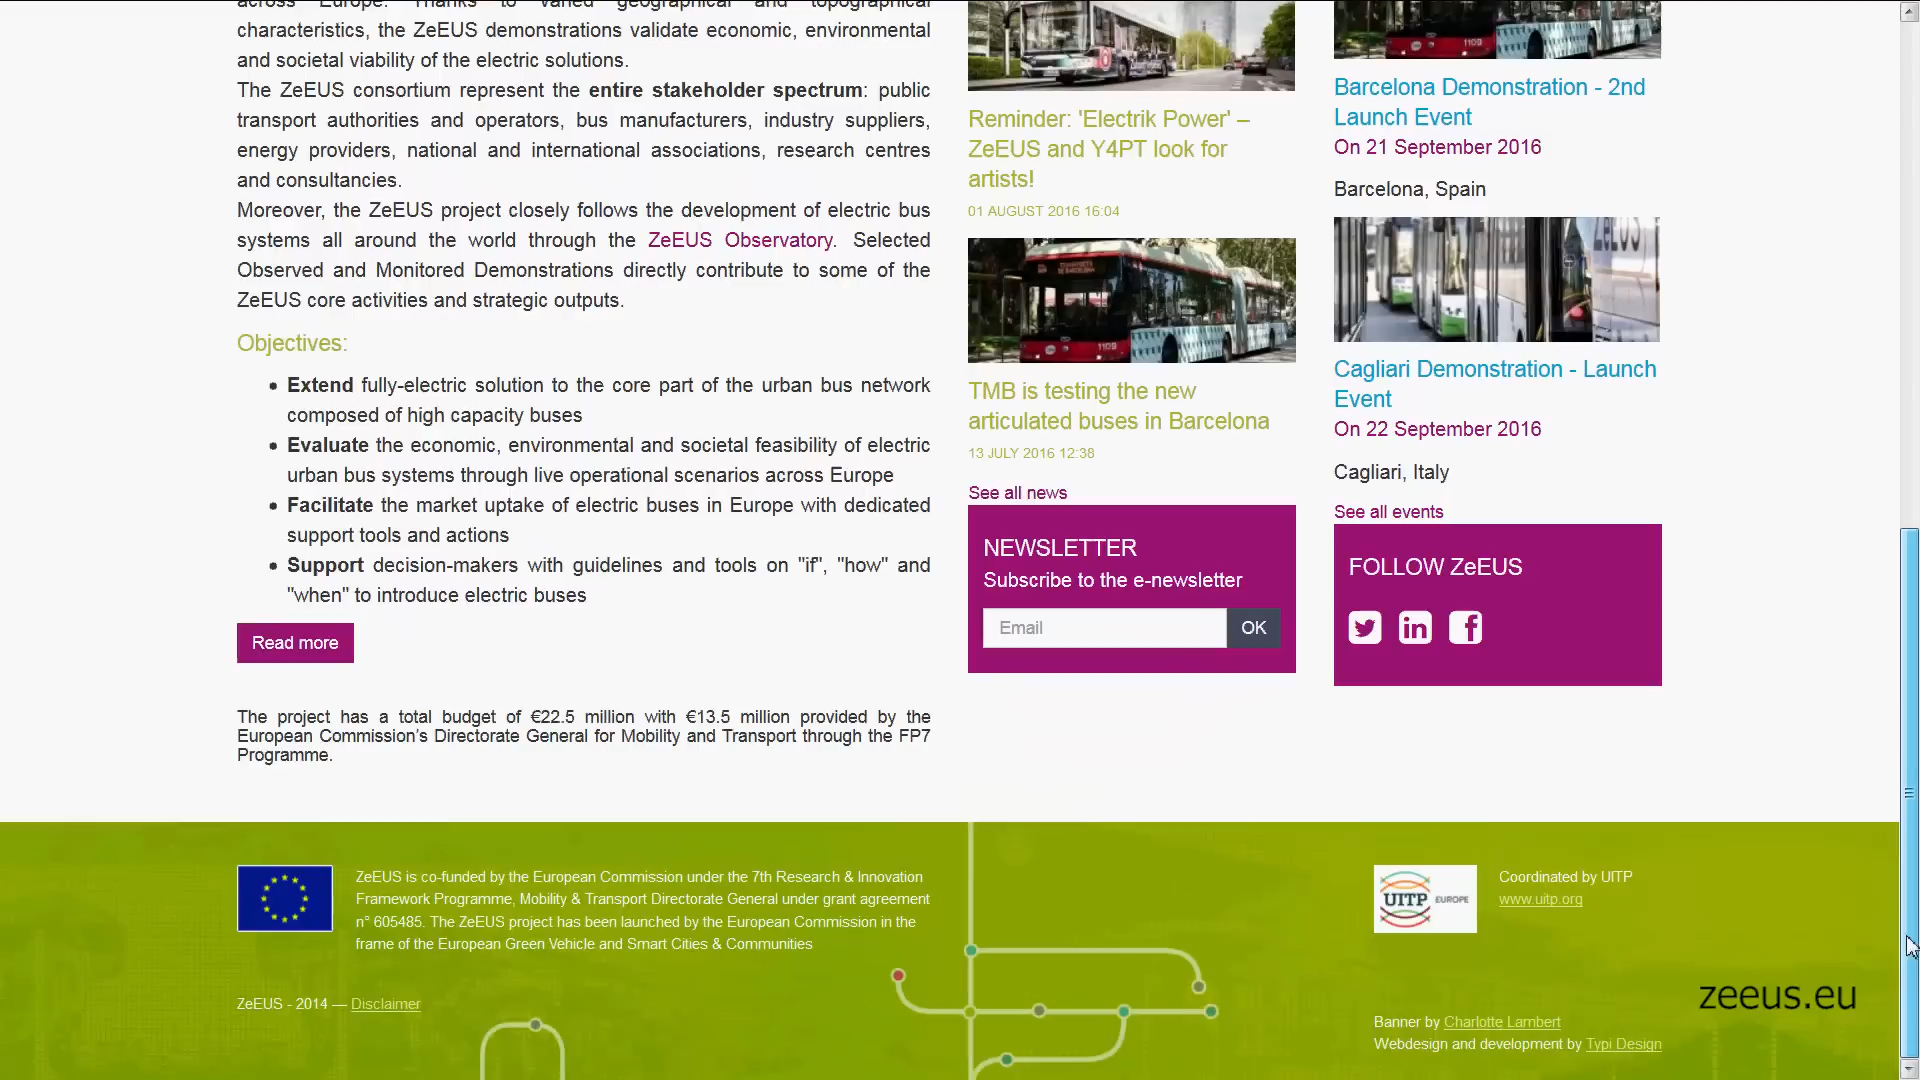 across Europe. Thanks to varied geographical and topographical
characteristics, the ZeEUS demonstrations validate economic, environmental
and societal viability of the electric solutions.
The ZeEUS consortium represent the entire stakeholder spectrum: public
transport authorities and operators, bus manufacturers, industry suppliers,
energy providers, national and international associations, research centres
and consultancies.
Moreover, the ZeEUS project closely follows the development of electric bus
systems all around the world through the ZeEUS Observatory. Selected
Observed and Monitored Demonstrations directly contribute to some of the
ZeEUS core activities and strategic outputs.
Objectives:
• Extend fully-electric solution to the core part of the urban bus network
composed of high capacity buses
• Evaluate the economic, environmental and societal feasibility of electric
urban bus systems through live operational scenarios across Europe
• Facilitate the market uptake of electric buses in Europe with dedicated
support tools and actions
• Support decision-makers with guidelines and tools on "if", "how" and
"when" to introduce electric buses
Read more
The project has a total budget of €22.5 million with €13.5 million provided by the
European Commission's Directorate General for Mobility and Transport through the FP7
Programme.
Reminder: 'Electrik Power' –
ZeEUS and Y4PT look for
artists!
01 AUGUST 2016 16:04
1109
TMB is testing the new
articulated buses in Barcelona
13 JULY 2016 12:38
See all news
NEWSLETTER
Subscribe to the e-newsletter
Email
OK
1109
Barcelona Demonstration - 2nd
Launch Event
On 21 September 2016
Barcelona, Spain
ZeEUS
Cagliari Demonstration - Launch
Event
On 22 September 2016
Cagliari, Italy
See all events
FOLLOW ZeEUS
in
ZeEUS is co-funded by the European Commission under the 7th Research & Innovation
Framework Programme, Mobility & Transport Directorate General under grant agreement
n° 605485. The ZeEUS project has been launched by the European Commission in the
frame of the European Green Vehicle and Smart Cities & Communities
ZeEUS - 2014 — Disclaimer
UITP EUROPE
Coordinated by UITP
www.uitp.org
zeeus.eu
Banner by Charlotte Lambert
Webdesign and development by Typi Design